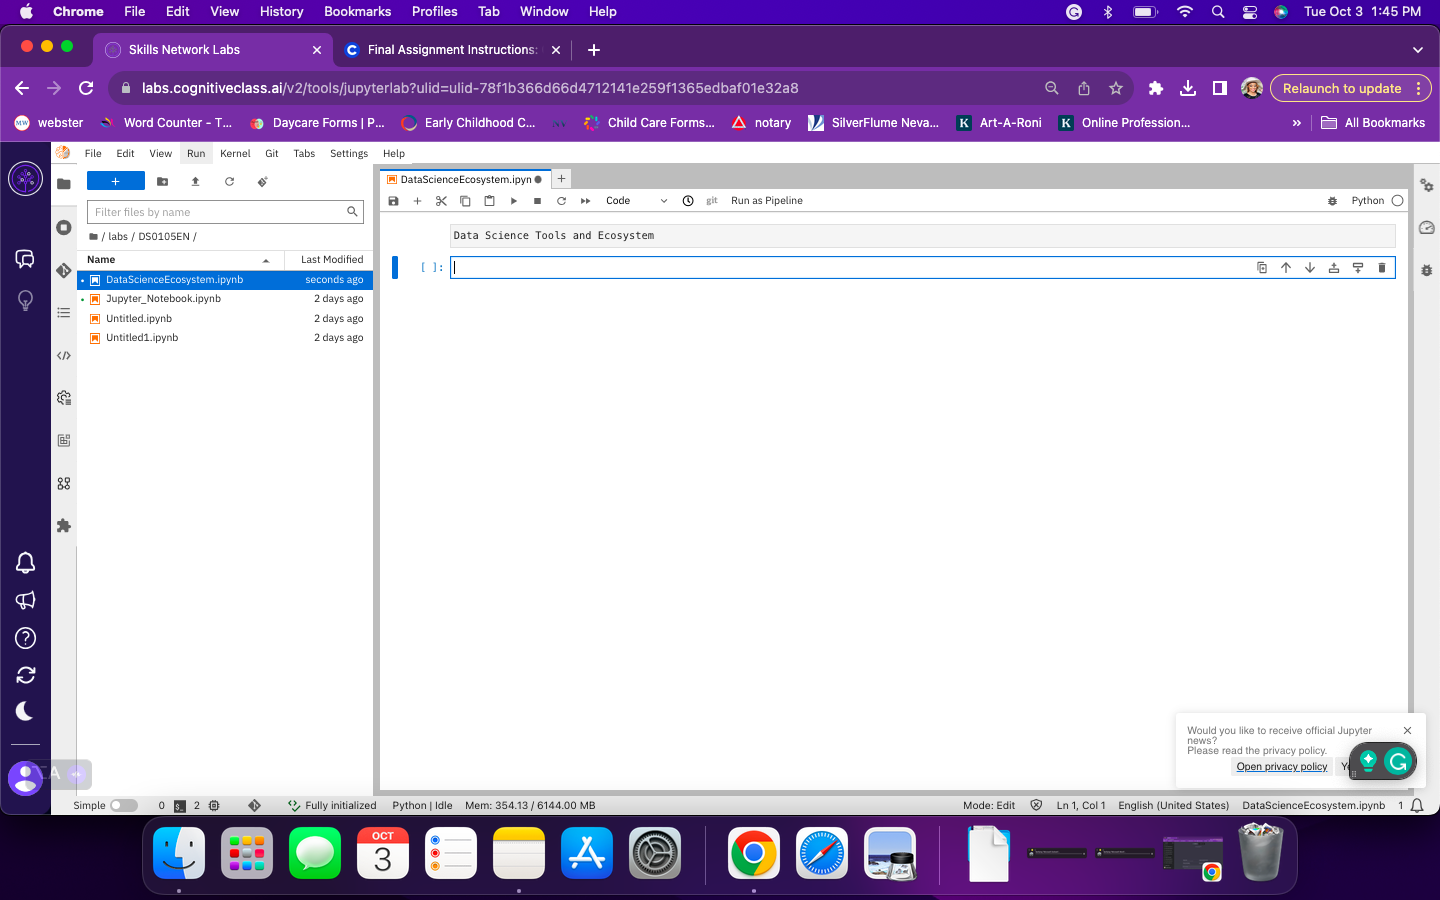 Chrome File Edit View History Bookmarks Profiles Tab Window Help Tue Oct 3 1:45 PM
Skills Network Labs Final Assignment Instructions:
labs.cognitiveclass.ai/v2/tools/jupyterlab?ulid=ulid-78f1b366d66d4712141e259f1365edbaf01e32a8 Relaunch to update
MW webster Word Counter - T... Daycare Forms | P... Early Childhood C... Child Care Forms... notary SilverFlume Neva... K Art-A-Roni K Online Profession... » All Bookmarks
File Edit View Run Kernel Git Tabs Settings Help
DataScienceEcosystem.ipyn
Filter files by name
Code git Run as Pipeline Python
/ labs / DS0105EN /
Data Science Tools and Ecosystem
Name Last Modified
[ ]:
DataScienceEcosystem.ipynb seconds ago
Jupyter_Notebook.ipynb 2 days ago
Untitled.ipynb 2 days ago
Untitled1.ipynb 2 days ago
Would you like to receive official Jupyter
news?
Please read the privacy policy.
Open privacy policy
Simple 0 2 Fully initialized Python | Idle Mem: 354.13 / 6144.00 MB Mode: Edit Ln 1, Col 1 English (United States) DataScienceEcosystem.ipynb 1
OCT
3